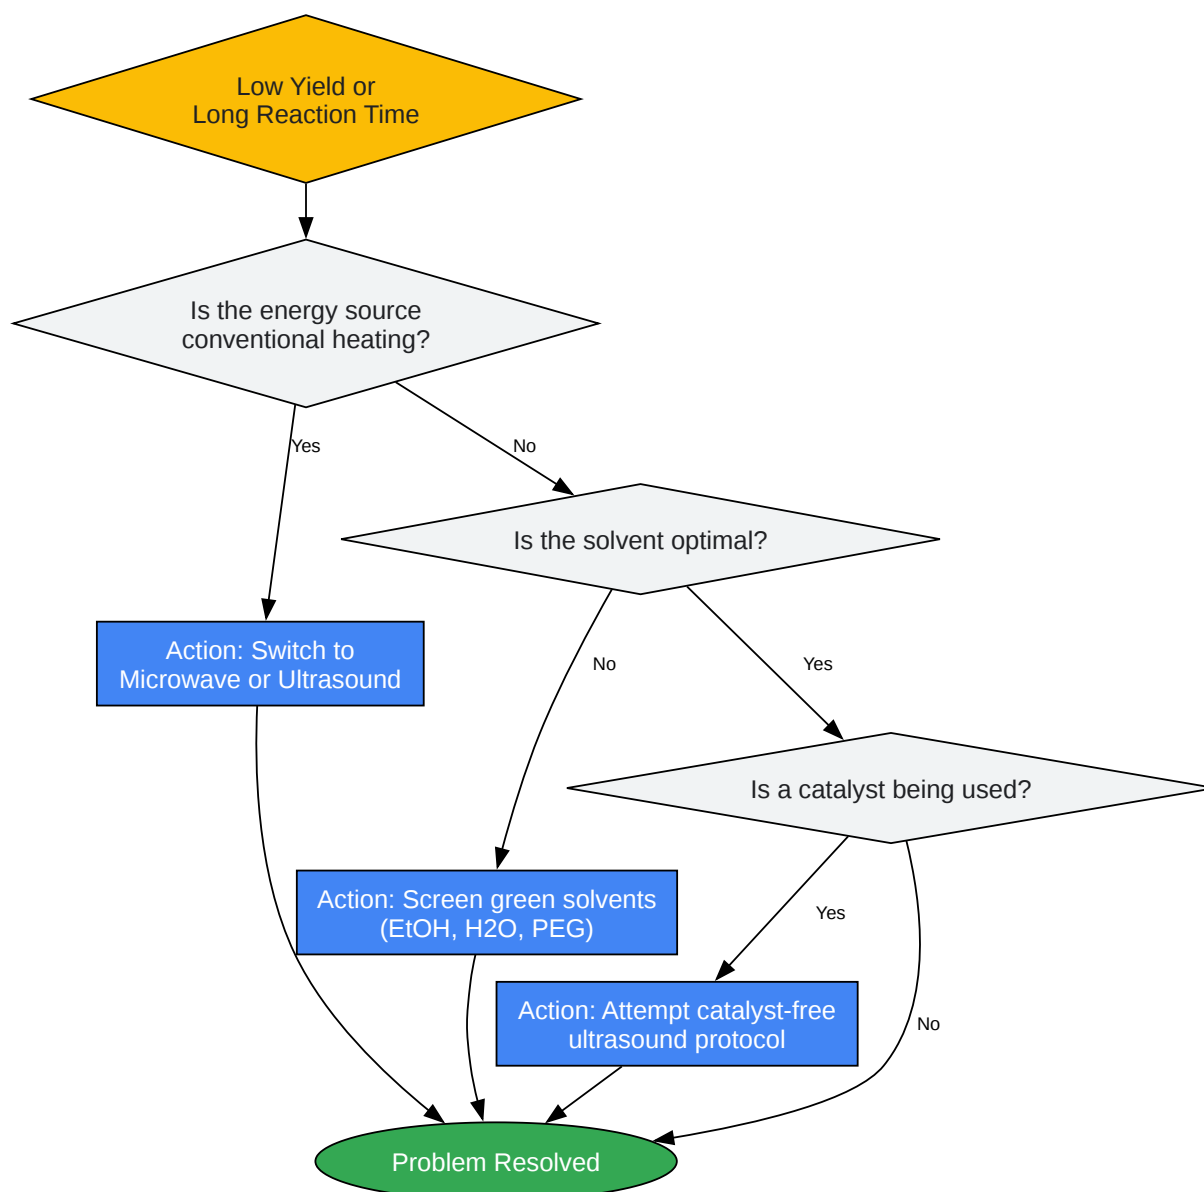 Low Yield or
Long Reaction Time
Is the energy source
conventional heating?
Yes
No
Is the solvent optimal?
Action: Switch to
Microwave or Ultrasound
No
Yes
Is a catalyst being used?
Action: Screen green solvents
(EtOH, H2O, PEG)
Yes
Action: Attempt catalyst-free
ultrasound protocol
No
Problem Resolved